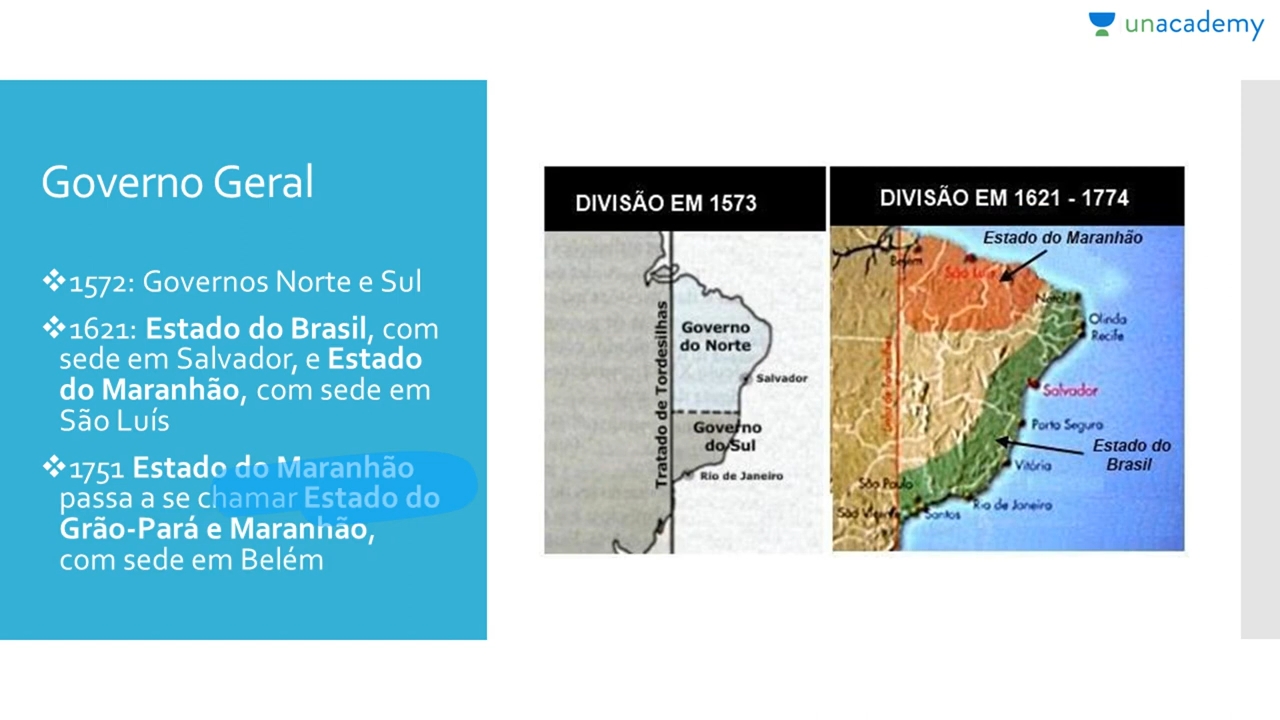 unacademy
Governo Geral
❖1572: Governos Norte e Sul
❖1621: Estado do Brasil, com
sede em Salvador, e Estado
do Maranhão, com sede em
São Luís
❖1751 Estado do Maranhão
passa a se chamar Estado do
Grão-Pará e Maranhão,
com sede em Belém
DIVISÃO EM 1573
Tratado de Tordesilhas
Governo
do Norte
Salvador
Governo
do Sul
Rio de Janeiro
DIVISÃO EM 1621 - 1774
Estado do Maranhão
Belém
São Luís
Natal
Olinda
Recife
Salvador
Porto Segura
Estado do
Brasil
Vitória
São Paulo
Rio de Janeiro
São Vicente
Santos